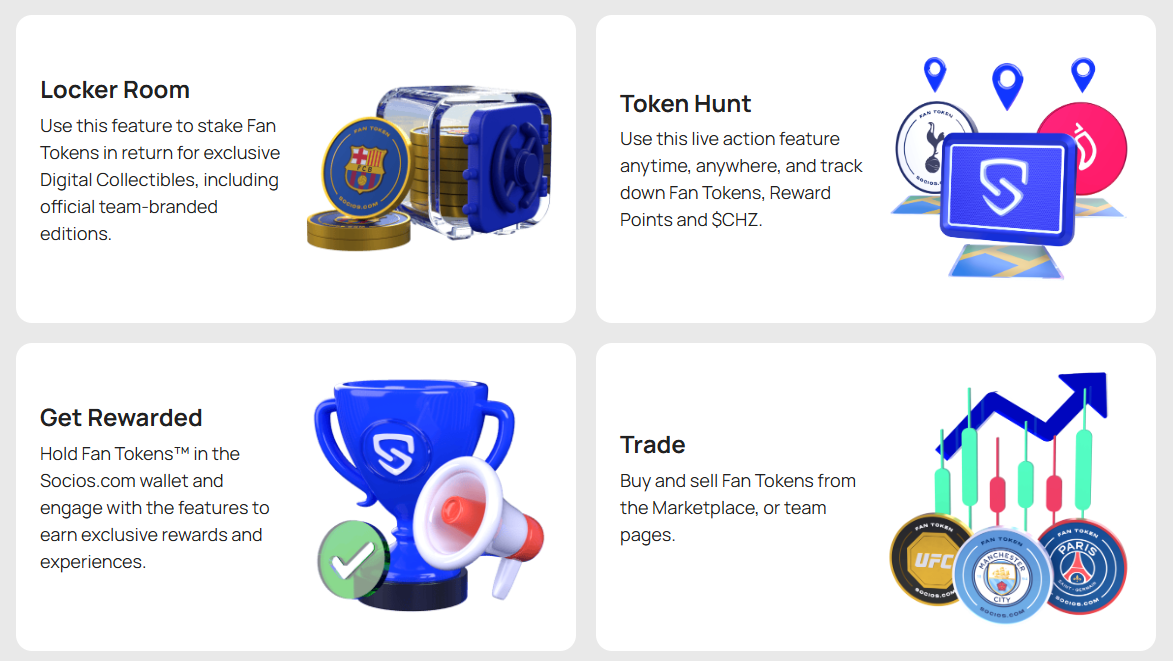 Locker Room
Use this feature to stake Fan
Tokens in return for exclusive
Digital Collectibles, including
official team-branded
editions.
FAN TOKEN
FCB
SOCIOS.COM
Token Hunt
Use this live action feature
anytime, anywhere, and track
down Fan Tokens, Reward
Points and $CHZ.
FAN TOKEN
Get Rewarded
Hold Fan Tokens™ in the
Socios.com wallet and
engage with the features to
earn exclusive rewards and
experiences.
Trade
Buy and sell Fan Tokens from
the Marketplace, or team
pages.
FAN TOKEN
UFC
FAN TOKEN
MANCHESTER
CITY
SOCIOS.COM
FAN TOKEN
PARIS
SAINT-GERMAIN
SOCIOS.COM